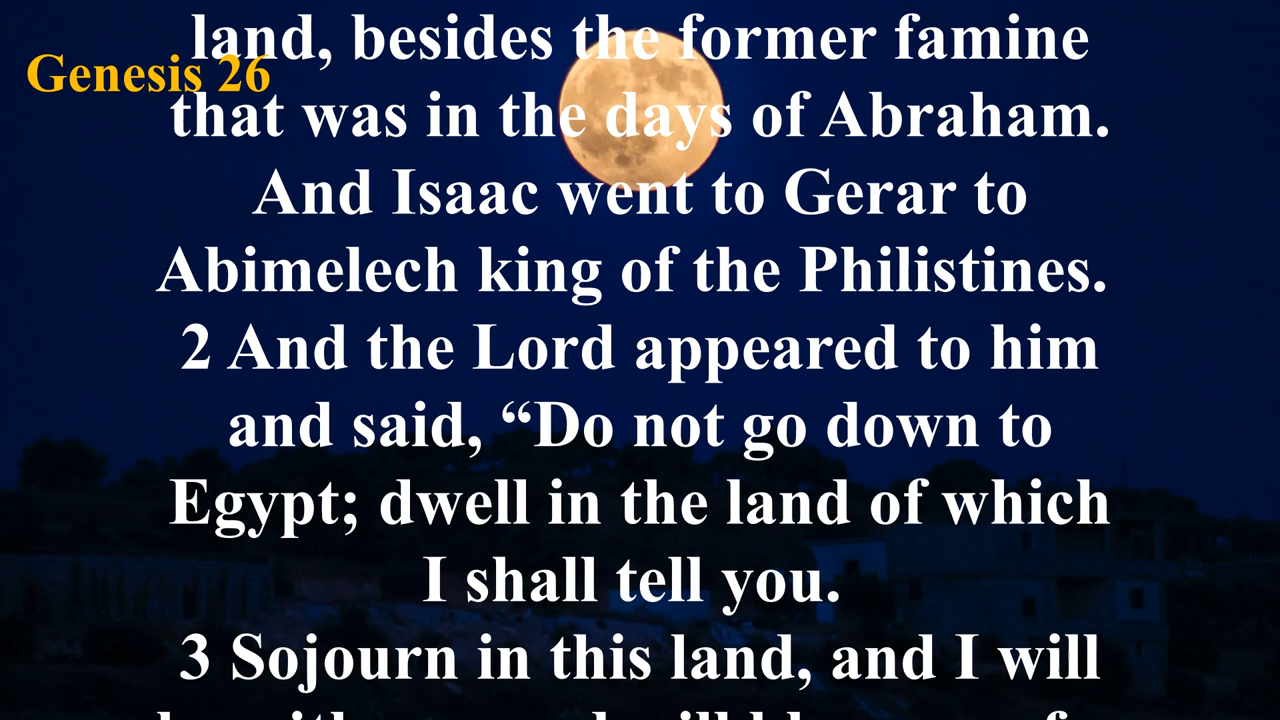 land, besides the former famine
Genesis 26
that was in the days of Abraham.
And Isaac went to Gerar to
Abimelech king of the Philistines.
2 And the Lord appeared to him
and said, “Do not go down to
Egypt; dwell in the land of which
I shall tell you.
3 Sojourn in this land, and I will